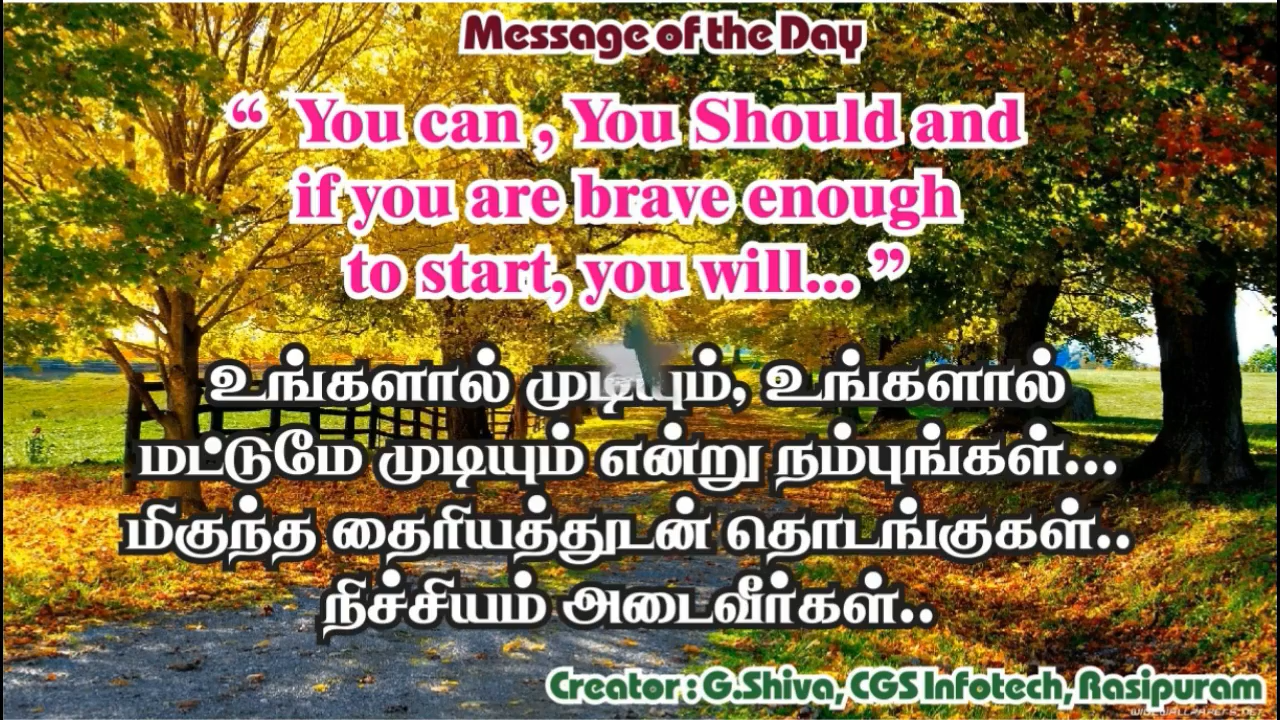 Message of the Day
“ You can , You Should and
if you are brave enough
to start, you will... ”
உங்களால் முடியும், உங்களால்
மட்டுமே முடியும் என்று நம்புங்கள்...
மிகுந்த தைரியத்துடன் தொடங்குகள்..
நிச்சியம் அடைவீர்கள்..
Creator : G.Shiva, CGS Infotech, Rasipuram
WIDEWALLPAPERS.NET